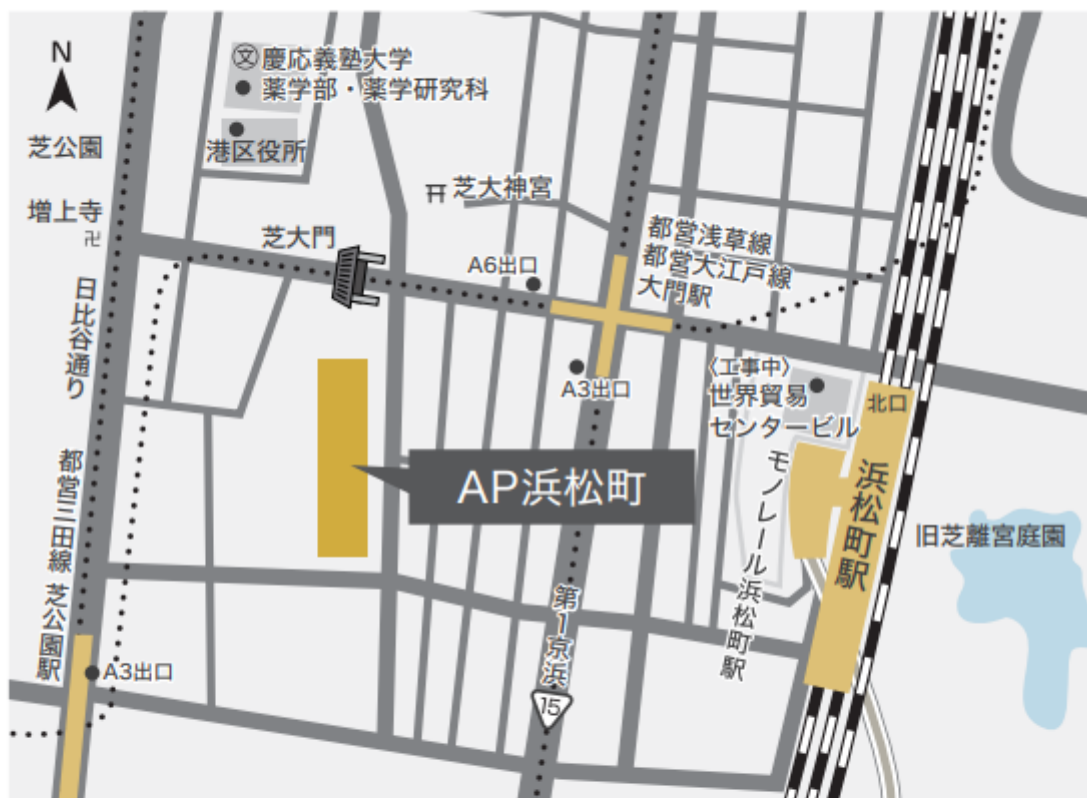 N
慶応義塾大学
薬学部・薬学研究科
港区役所
芝公園
増上寺
芝大神宮
芝大門
A6出口
都営浅草線
都営大江戸線
大門駅
日比谷通り
A3出口
〈工事中〉
世界貿易
センタービル
北口
AP浜松町
浜松町駅
モノレール浜松町駅
旧芝離宮庭園
都営三田線 芝公園駅
A3出口
第1京浜
15